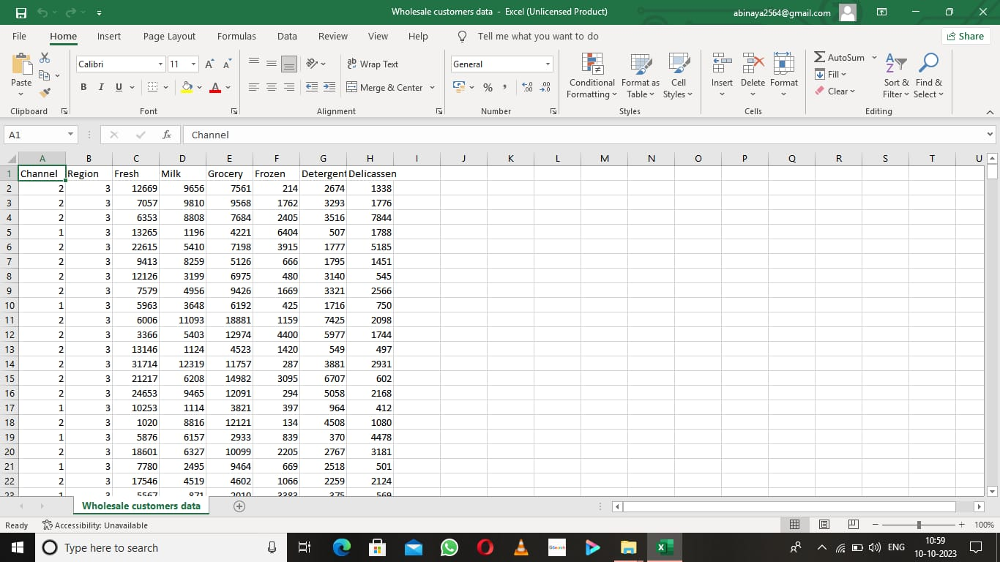 Wholesale customers data - Excel (Unlicensed Product)
abinaya2564@gmail.com
File Home Insert Page Layout Formulas Data Review View Help Tell me what you want to do Share
Paste
Calibri 11 A A
B I U A
Wrap Text
Merge & Center
General
% ,
Conditional Formatting
Format as Table
Cell Styles
Insert Delete Format
AutoSum
Fill
Clear
Sort & Filter
Find & Select
Clipboard Font Alignment Number Styles Cells Editing
A1 fx Channel
A B C D E F G H I J K L M N O P Q R S T U
1 Channel Region Fresh Milk Grocery Frozen Detergent Delicassen
2 2 3 12669 9656 7561 214 2674 1338
3 2 3 7057 9810 9568 1762 3293 1776
4 2 3 6353 8808 7684 2405 3516 7844
5 1 3 13265 1196 4221 6404 507 1788
6 2 3 22615 5410 7198 3915 1777 5185
7 2 3 9413 8259 5126 666 1795 1451
8 2 3 12126 3199 6975 480 3140 545
9 2 3 7579 4956 9426 1669 3321 2566
10 1 3 5963 3648 6192 425 1716 750
11 2 3 6006 11093 18881 1159 7425 2098
12 2 3 3366 5403 12974 4400 5977 1744
13 2 3 13146 1124 4523 1420 549 497
14 2 3 31714 12319 11757 287 3881 2931
15 2 3 21217 6208 14982 3095 6707 602
16 2 3 24653 9465 12091 294 5058 2168
17 1 3 10253 1114 3821 397 964 412
18 2 3 1020 8816 12121 134 4508 1080
19 1 3 5876 6157 2933 839 370 4478
20 2 3 18601 6327 10099 2205 2767 3181
21 1 3 7780 2495 9464 669 2518 501
22 2 3 17546 4519 4602 1066 2259 2124
23 1 3 5567 871 2010 3383 375 569
Wholesale customers data
Ready Accessibility: Unavailable 100%
Type here to search
GSearch
ENG
10:59
10-10-2023